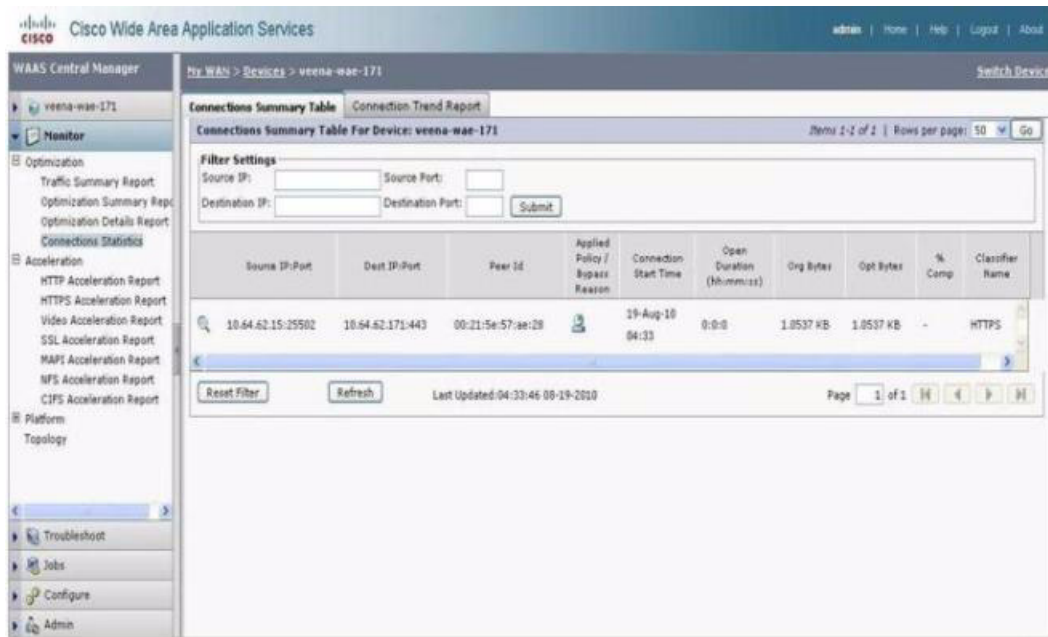 CISCO
Cisco Wide Area Application Services
admin | Home | Help | Logout | About
WAAS Central Manager
My WAN > Devices > veena-wae-171
Switch Device
veena-wae-171
Monitor
Optimization
Traffic Summary Report
Optimization Summary Repo
Optimization Details Report
Connections Statistics
Acceleration
HTTP Acceleration Report
HTTPS Acceleration Report
Video Acceleration Report
SSL Acceleration Report
MAPI Acceleration Report
NFS Acceleration Report
CIFS Acceleration Report
Platform
Topology
Troubleshoot
Jobs
Configure
Admin
Connections Summary Table
Connection Trend Report
Connections Summary Table For Device: veena-wae-171
Items 1-1 of 1 | Rows per page: 50 Go
Filter Settings
Source IP: Source Port:
Destination IP: Destination Port: Submit
Source IP:Port
Dest IP:Port
Peer Id
Applied Policy / Bypass Reason
Connection Start Time
Open Duration (hh:mm:ss)
Org Bytes
Opt Bytes
% Comp
Classifier Name
10.64.62.15:25502 10.64.62.171:443 00:21:5e:57:ae:28 19-Aug-10 04:33 0:0:0 1.0537 KB 1.0537 KB - HTTPS
Reset Filter Refresh Last Updated:04:33:46 08-19-2010 Page 1 of 1